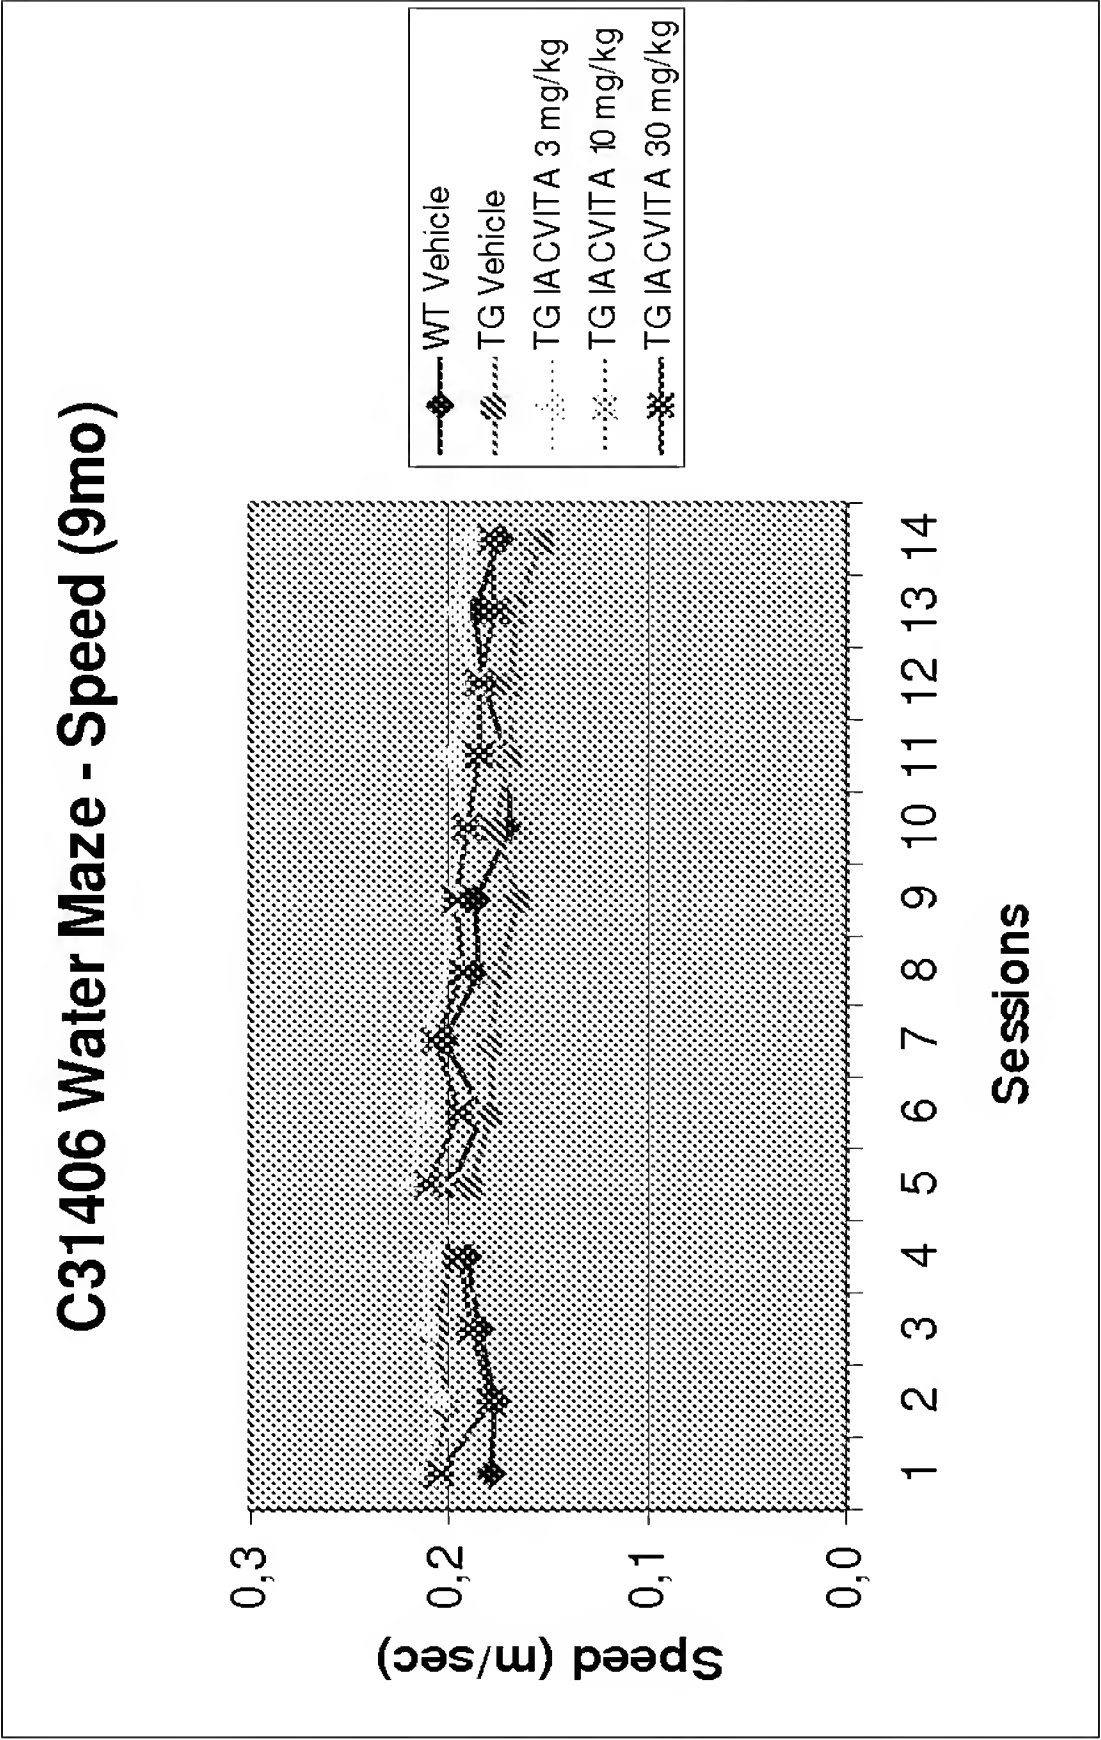 C31406 Water Maze - Speed (9mo)
Speed (m/sec)
0,3
0,2
0,1
0,0
1 2 3 4 5 6 7 8 9 10 11 12 13 14
Sessions
WT Vehicle
TG Vehicle
TG IACVITA 3 mg/kg
TG IACVITA 10 mg/kg
TG IACVITA 30 mg/kg